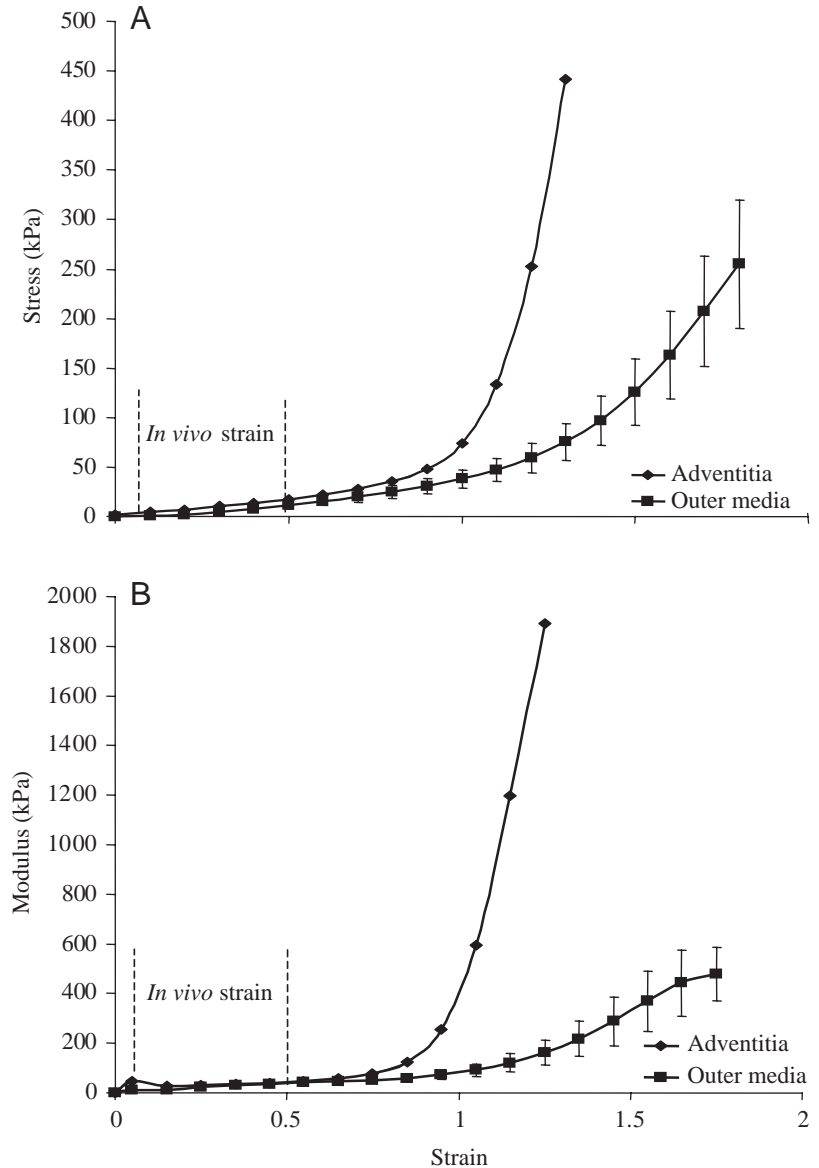 A
500
450
400
350
300
250
200
150
100
50
0
Stress (kPa)
In vivo strain
Adventitia
Outer media
B
2000
1800
1600
1400
1200
1000
800
600
400
200
0
Modulus (kPa)
In vivo strain
Adventitia
Outer media
0 0.5 1 1.5 2
Strain